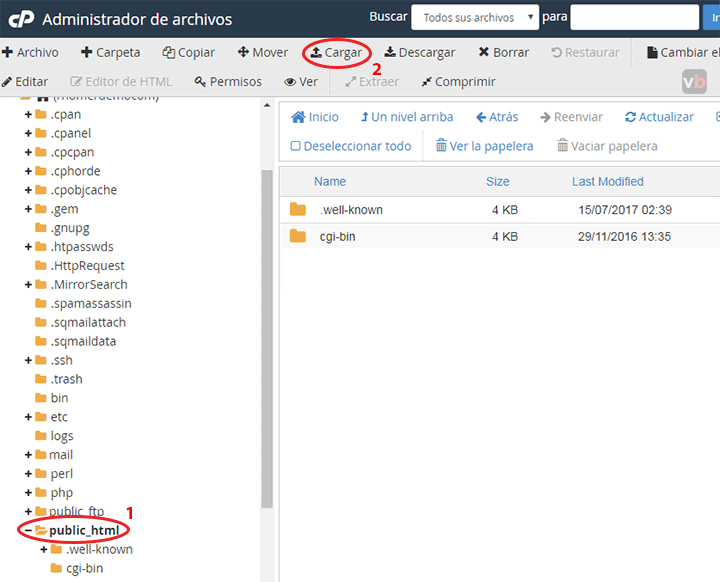 cP Administrador de archivos Buscar Todos sus archivos para Ir
Archivo Carpeta Copiar Mover Cargar Descargar Borrar Restaurar Cambiar el
2
Editar Editor de HTML Permisos Ver Extraer Comprimir vb
(/home/democom)
.cpan
.cpanel
.cpcpan
.cphorde
.cpobjcache
.gem
.gnupg
.htpasswds
.HttpRequest
.MirrorSearch
.spamassassin
.sqmailattach
.sqmaildata
.ssh
.trash
bin
etc
logs
mail
perl
php
public_ftp
1
public_html
.well-known
cgi-bin
Inicio Un nivel arriba Atrás Reenviar Actualizar
Deseleccionar todo Ver la papelera Vaciar papelera
Name Size Last Modified
.well-known 4 KB 15/07/2017 02:39
cgi-bin 4 KB 29/11/2016 13:35